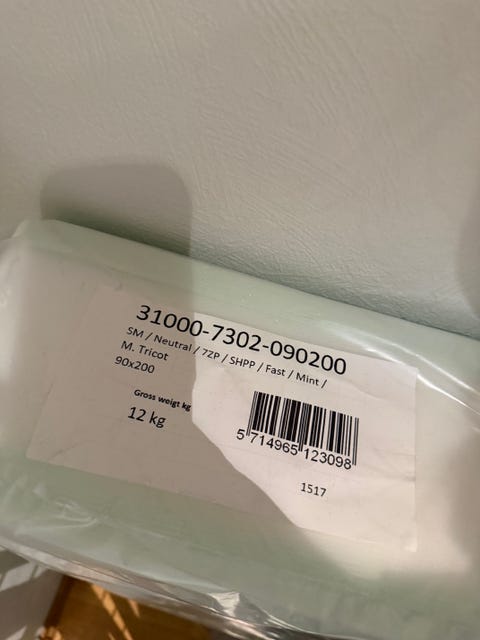 31000-7302-090200
SM / Neutral / 72P / SHPP / Fast / Mint /
M. Tricot
90x200
Gross weigt kg
12 kg
5 714965 123098
1517